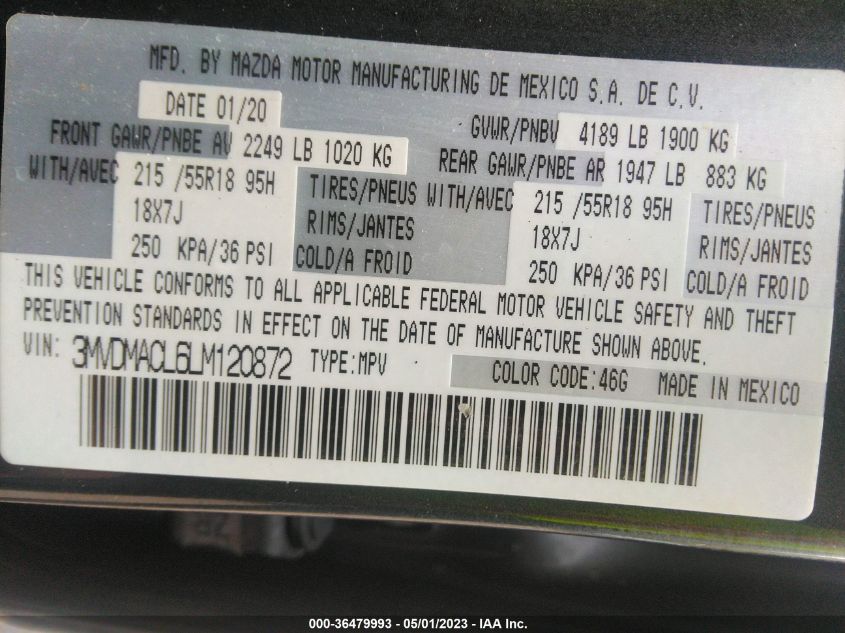 MFD. BY MAZDA MOTOR MANUFACTURING DE MEXICO S.A. DE C.V.
DATE 01/20 GVWR/PNBV 4189 LB 1900 KG
FRONT GAWR/PNBE AV 2249 LB 1020 KG REAR GAWR/PNBE AR 1947 LB 883 KG
WITH/AVEC 215 /55R18 95H TIRES/PNEUS WITH/AVEC 215 /55R18 95H TIRES/PNEUS
18X7J RIMS/JANTES 18X7J RIMS/JANTES
250 KPA/36 PSI COLD/A FROID 250 KPA/36 PSI COLD/A FROID
THIS VEHICLE CONFORMS TO ALL APPLICABLE FEDERAL MOTOR VEHICLE SAFETY AND THEFT
PREVENTION STANDARDS IN EFFECT ON THE DATE OF MANUFACTURE SHOWN ABOVE.
VIN: 3MVDMACL6LM120872 TYPE:MPV COLOR CODE:46G MADE IN MEXICO
000-36479993 - 05/01/2023 - IAA Inc.